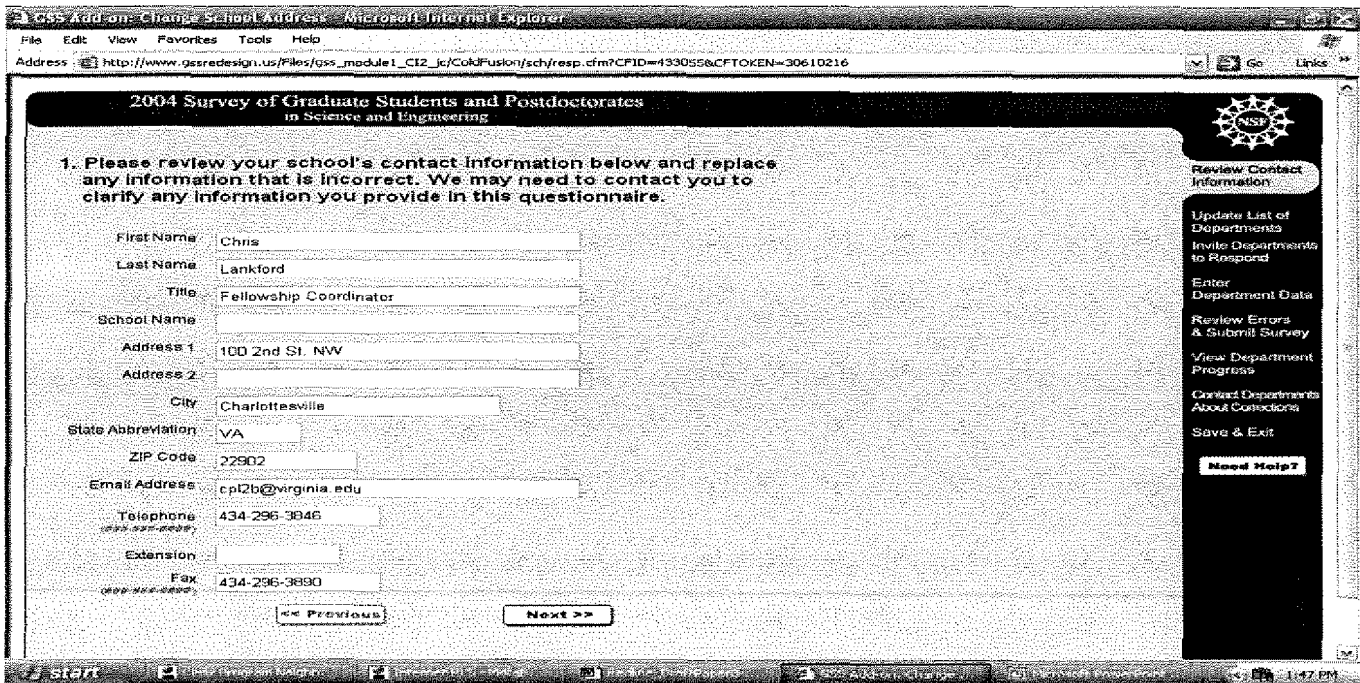 GSS Add-on: Change School Address - Microsoft Internet Explorer
File Edit View Favorites Tools Help
Address http://www.gssredesign.us/Files/gss_module1_CI2_jc/ColdFusion/sch/resp.cfm?CFID=433055&CFTOKEN=30610216 Go Links »
2004 Survey of Graduate Students and Postdoctorates
in Science and Engineering
NSF
1. Please review your school's contact information below and replace
any information that is incorrect. We may need to contact you to
clarify any information you provide in this questionnaire.
First Name Chris
Last Name Lankford
Title Fellowship Coordinator
School Name
Address 1 100 2nd St. NW
Address 2
City Charlottesville
State Abbreviation VA
ZIP Code 22902
Email Address cpl2b@virginia.edu
Telephone 434-296-3846
(###-###-####)
Extension
Fax 434-296-3890
(###-###-####)
<< Previous Next >>
Review Contact
Information
Update List of
Departments
Invite Departments
to Respond
Enter
Department Data
Review Errors
& Submit Survey
View Department
Progress
Contact Departments
About Corrections
Save & Exit
Need Help?
start
GSS Add-on: Change
Microsoft PowerPoint
1:47 PM